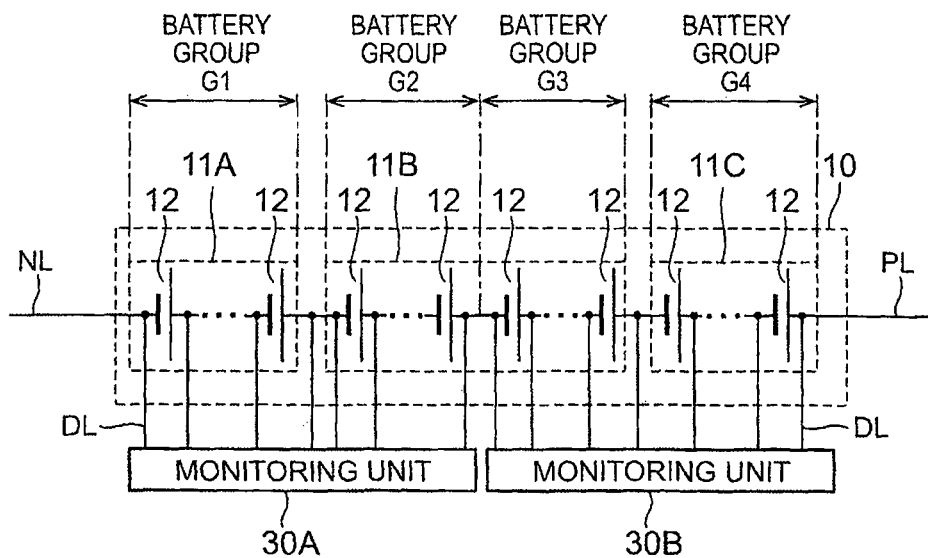 BATTERY GROUP G1
BATTERY GROUP G2
BATTERY GROUP G3
BATTERY GROUP G4
11A
11B
11C
10
12
12
12
12
12
12
12
12
NL
PL
DL
DL
MONITORING UNIT
MONITORING UNIT
30A
30B